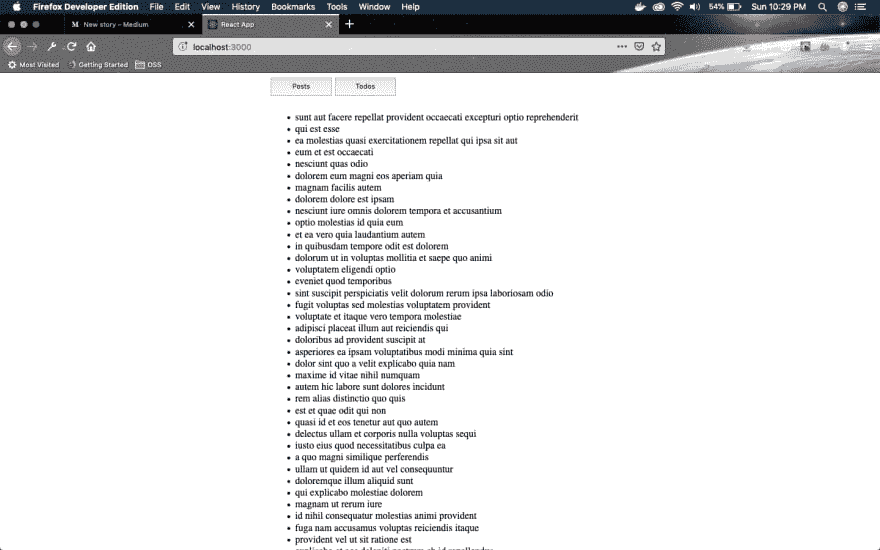 Firefox Developer Edition File Edit View History Bookmarks Tools Window Help 54% Sun 10:29 PM
New story – Medium React App
localhost:3000
Most Visited Getting Started DSS
Posts Todos
sunt aut facere repellat provident occaecati excepturi optio reprehenderit
qui est esse
ea molestias quasi exercitationem repellat qui ipsa sit aut
eum et est occaecati
nesciunt quas odio
dolorem eum magni eos aperiam quia
magnam facilis autem
dolorem dolore est ipsam
nesciunt iure omnis dolorem tempora et accusantium
optio molestias id quia eum
et ea vero quia laudantium autem
in quibusdam tempore odit est dolorem
dolorum ut in voluptas mollitia et saepe quo animi
voluptatem eligendi optio
eveniet quod temporibus
sint suscipit perspiciatis velit dolorum rerum ipsa laboriosam odio
fugit voluptas sed molestias voluptatem provident
voluptate et itaque vero tempora molestiae
adipisci placeat illum aut reiciendis qui
doloribus ad provident suscipit at
asperiores ea ipsam voluptatibus modi minima quia sint
dolor sint quo a velit explicabo quia nam
maxime id vitae nihil numquam
autem hic labore sunt dolores incidunt
rem alias distinctio quo quis
est et quae odit qui non
quasi id et eos tenetur aut quo autem
delectus ullam et corporis nulla voluptas sequi
iusto eius quod necessitatibus culpa ea
a quo magni similique perferendis
ullam ut quidem id aut vel consequuntur
doloremque illum aliquid sunt
qui explicabo molestiae dolorem
magnam ut rerum iure
id nihil consequatur molestias animi provident
fuga nam accusamus voluptas reiciendis itaque
provident vel ut sit ratione est